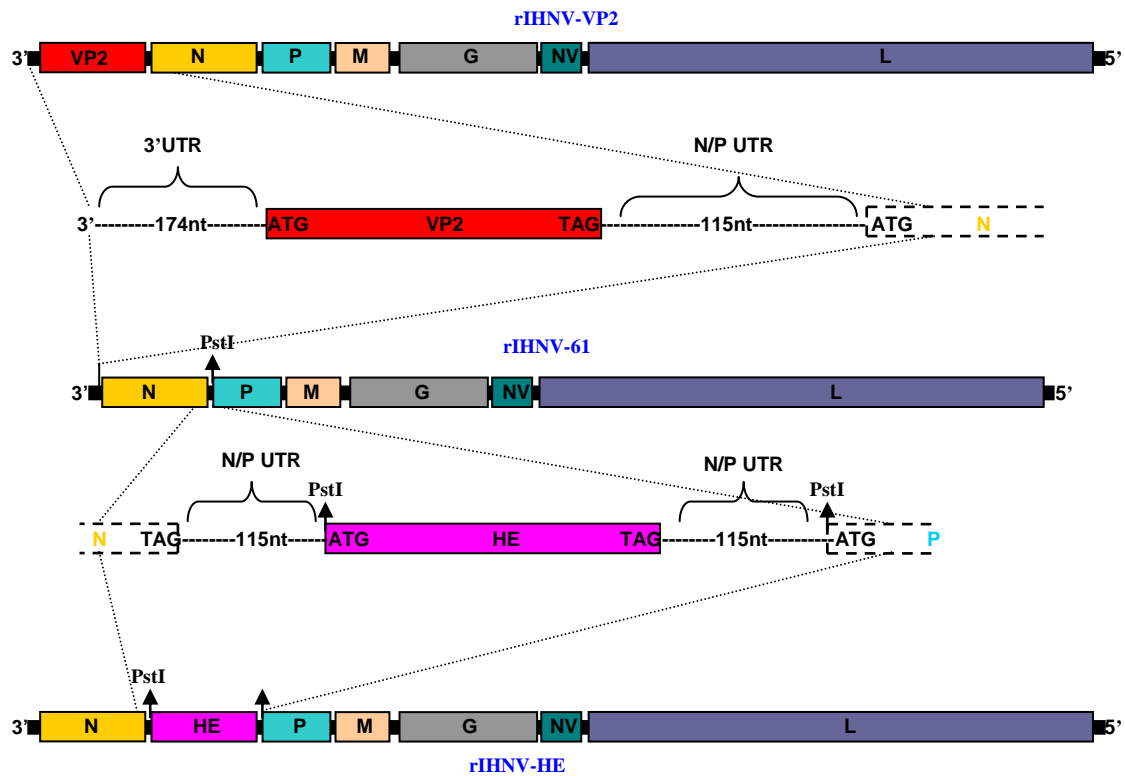 rIHNV-VP2
3’ VP2 N P M G NV L 5’
3’UTR N/P UTR
3’ 174nt ATG VP2 TAG 115nt ATG N
PstI
rIHNV-61
3’ N P M G NV L 5’
N/P UTR N/P UTR
PstI PstI
N TAG 115nt ATG HE TAG 115nt ATG P
PstI
3’ N HE P M G NV L 5’
rIHNV-HE